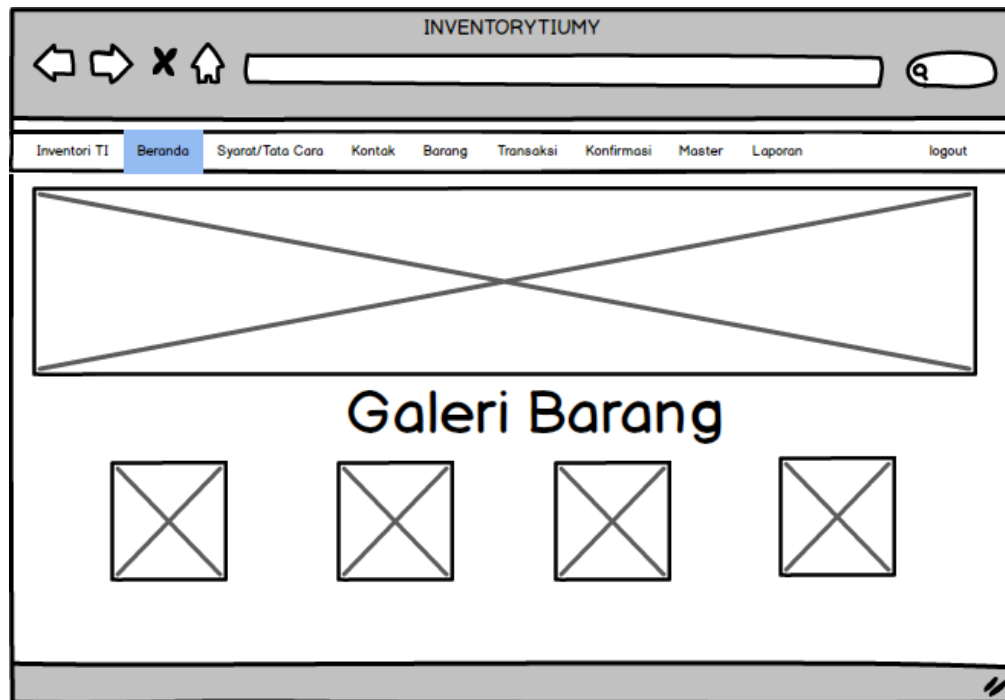 INVENTORYTIUMY
Inventori TI Beranda Syarat/Tata Cara Kontak Barang Transaksi Konfirmasi Master Laporan logout
Galeri Barang